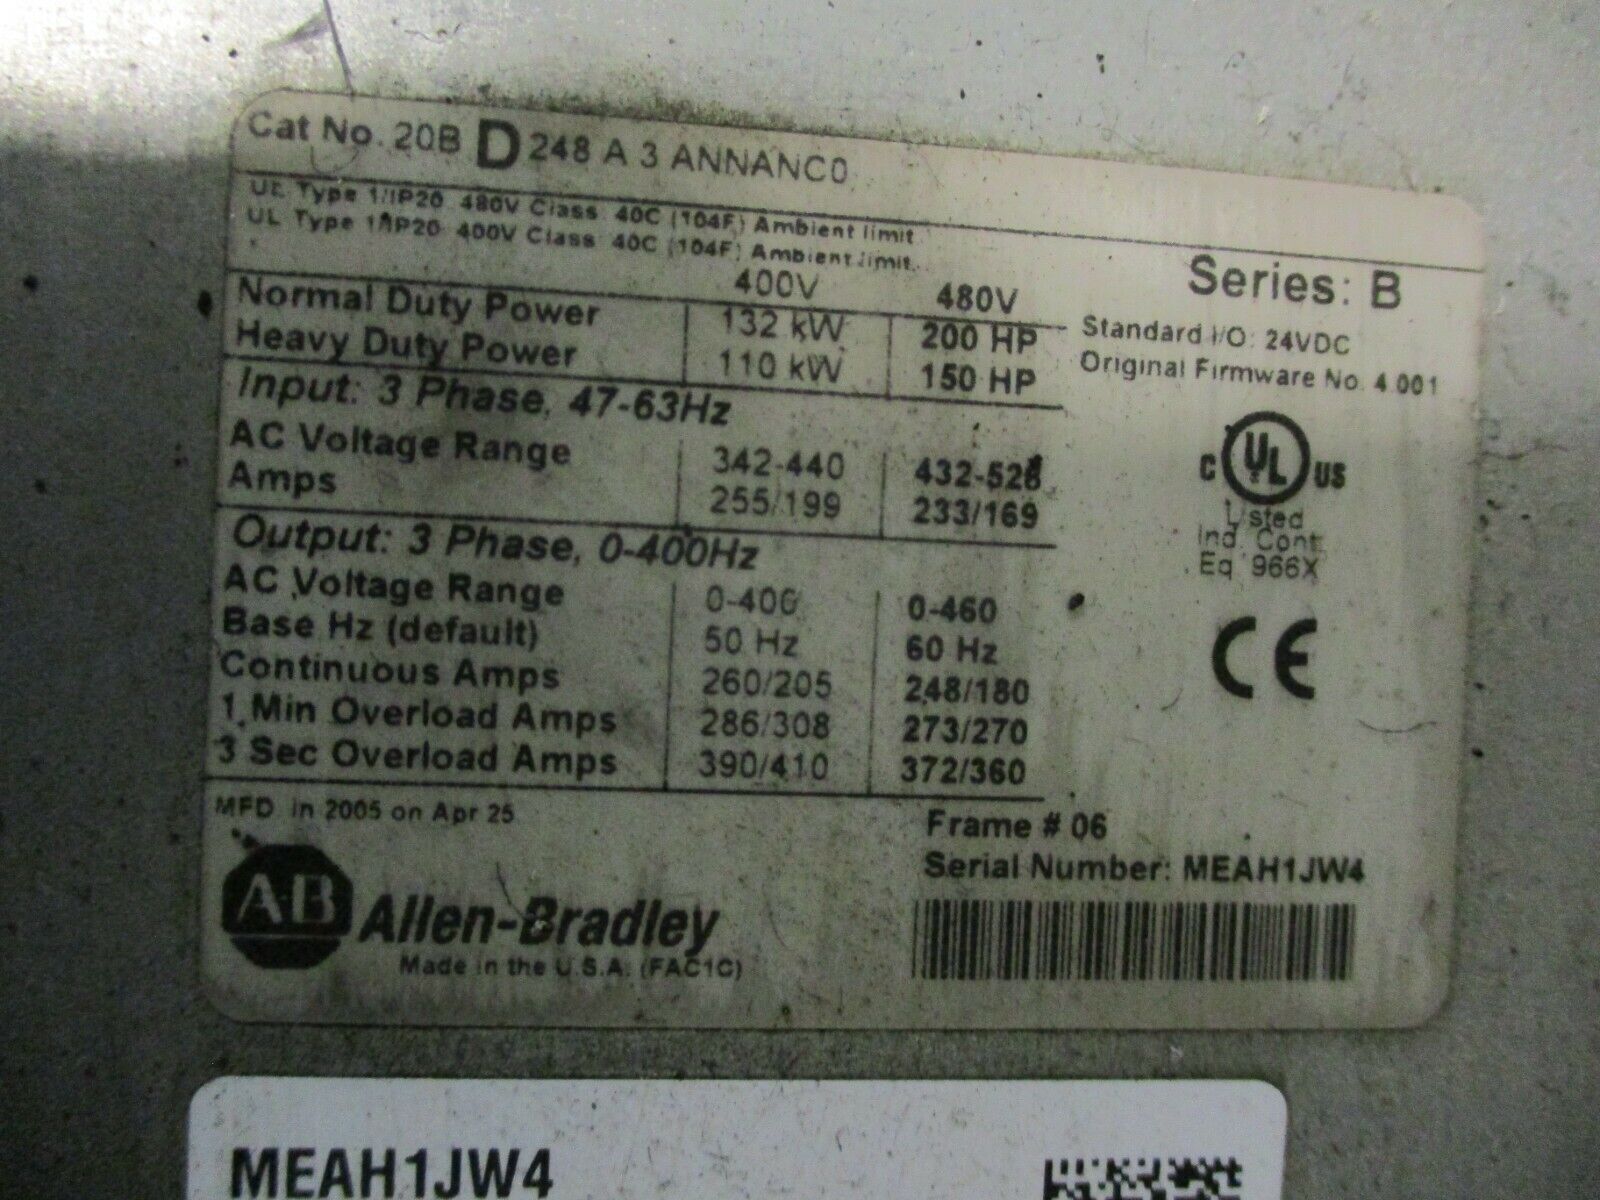 Cat No. 20B D 248 A 3 ANNANC0
UL Type 1/IP20 480V Class 40C (104F) Ambient limit
UL Type 1/IP20 400V Class 40C (104F) Ambient limit
400V 480V
Normal Duty Power 132 kW 200 HP
Heavy Duty Power 110 kW 150 HP
Input: 3 Phase, 47-63Hz
AC Voltage Range 342-440 432-528
Amps 255/199 233/169
Output: 3 Phase, 0-400Hz
AC Voltage Range 0-400 0-460
Base Hz (default) 50 Hz 60 Hz
Continuous Amps 260/205 248/180
1 Min Overload Amps 286/308 273/270
3 Sec Overload Amps 390/410 372/360
MFD in 2005 on Apr 25
Series: B
Standard I/O: 24VDC
Original Firmware No. 4.001
C UL US
Listed
Ind. Cont.
Eq 966X
CE
Frame # 06
Serial Number: MEAH1JW4
AB Allen-Bradley
Made in the U.S.A. (FAC1C)
MEAH1JW4